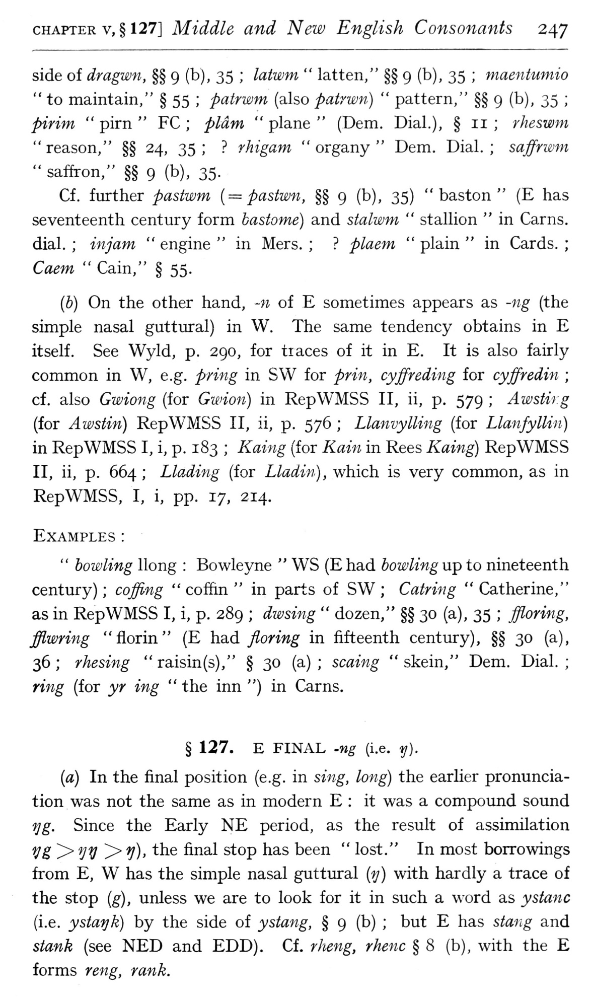 CHAPTER V, § 127] Middle and New English Consonants 247
side of dragwn, §§ 9 (b), 35 ; latwm “ latten,” §§ 9 (b), 35 ; maentumio
“ to maintain,” § 55 ; patrwm (also patrwn) “ pattern,” §§ 9 (b), 35 ;
pirim “ pirn ” FC ; plâm “ plane ” (Dem. Dial.), § 11 ; rheswm
“ reason,” §§ 24, 35 ; ? rhigam “ organy ” Dem. Dial. ; saffrwm
“ saffron,” §§ 9 (b), 35.
Cf. further pastwm (= pastwn, §§ 9 (b), 35) “ baston ” (E has
seventeenth century form bastome) and stalwm “ stallion ” in Carns.
dial. ; injam “ engine ” in Mers. ; ? plaem “ plain ” in Cards. ;
Caem “ Cain,” § 55.
(b) On the other hand, -n of E sometimes appears as -ng (the
simple nasal guttural) in W. The same tendency obtains in E
itself. See Wyld, p. 290, for traces of it in E. It is also fairly
common in W, e.g. pring in SW for prin, cyffreding for cyffredin ;
cf. also Gwiong (for Gwion) in RepWMSS II, ii, p. 579 ; Awsting
(for Awstin) RepWMSS II, ii, p. 576 ; Llanvylling (for Llanfyllin)
in RepWMSS I, i, p. 183 ; Kaing (for Kain in Rees Kaing) RepWMSS
II, ii, p. 664 ; Llading (for Lladin), which is very common, as in
RepWMSS, I, i, pp. 17, 214.
EXAMPLES :
“ bowling llong : Bowleyne ” WS (E had bowling up to nineteenth
century) ; coffing “ coffin ” in parts of SW ; Catring “ Catherine,”
as in RepWMSS I, i, p. 289 ; dwsing “ dozen,” §§ 30 (a), 35 ; ffloring,
fflwring “ florin ” (E had floring in fifteenth century), §§ 30 (a),
36 ; rhesing “ raisin(s),” § 30 (a) ; scaing “ skein,” Dem. Dial. ;
ring (for yr ing “ the inn ”) in Carns.
§ 127. E FINAL -ng (i.e. ŋ).
(a) In the final position (e.g. in sing, long) the earlier pronuncia-
tion was not the same as in modern E : it was a compound sound
ŋg. Since the Early NE period, as the result of assimilation
ŋg > ŋŋ > ŋ), the final stop has been “ lost.” In most borrowings
from E, W has the simple nasal guttural (ŋ) with hardly a trace of
the stop (g), unless we are to look for it in such a word as ystanc
(i.e. ystaŋk) by the side of ystang, § 9 (b) ; but E has stang and
stank (see NED and EDD). Cf. rheng, rhenc § 8 (b), with the E
forms reng, rank.